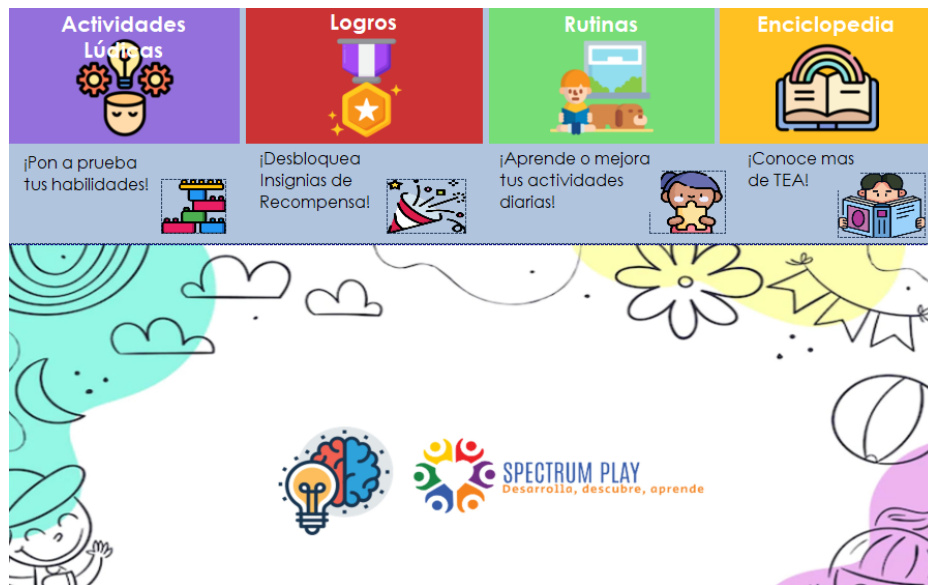 Actividades
Lúdicas
Logros
Rutinas
Enciclopedia
¡Pon a prueba
tus habilidades!
¡Desbloquea
Insignias de
Recompensa!
¡Aprende o mejora
tus actividades
diarias!
¡Conoce mas
de TEA!
SPECTRUM PLAY
Desarrolla, descubre, aprende